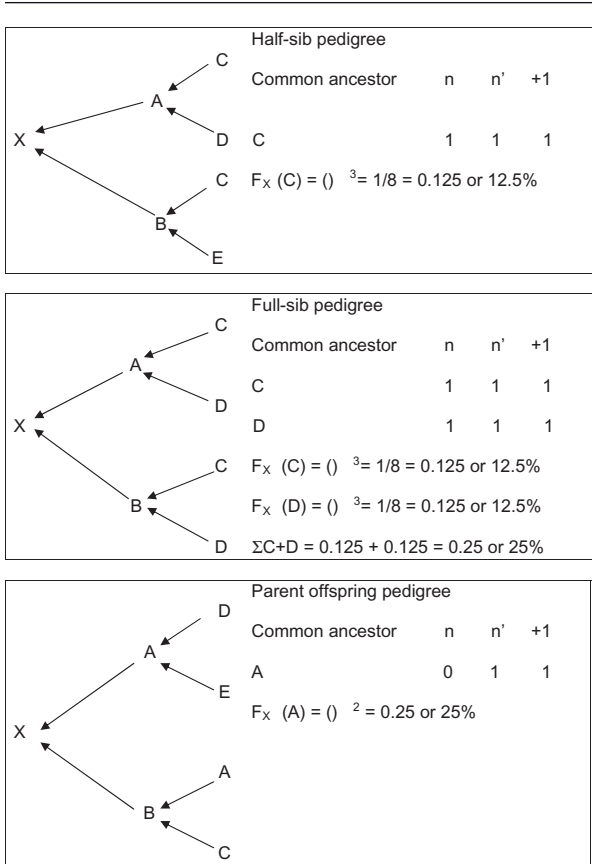 Half-sib pedigree
C
Common ancestor n n’ +1
A
X
D C 1 1 1
C F_X (C) = () ³= 1/8 = 0.125 or 12.5%
B
E
Full-sib pedigree
C
Common ancestor n n’ +1
A
C 1 1 1
D
X D 1 1 1
C F_X (C) = () ³= 1/8 = 0.125 or 12.5%
B F_X (D) = () ³= 1/8 = 0.125 or 12.5%
D ΣC+D = 0.125 + 0.125 = 0.25 or 25%
Parent offspring pedigree
D
Common ancestor n n’ +1
A
A 0 1 1
E
F_X (A) = () ² = 0.25 or 25%
X
A
B
C